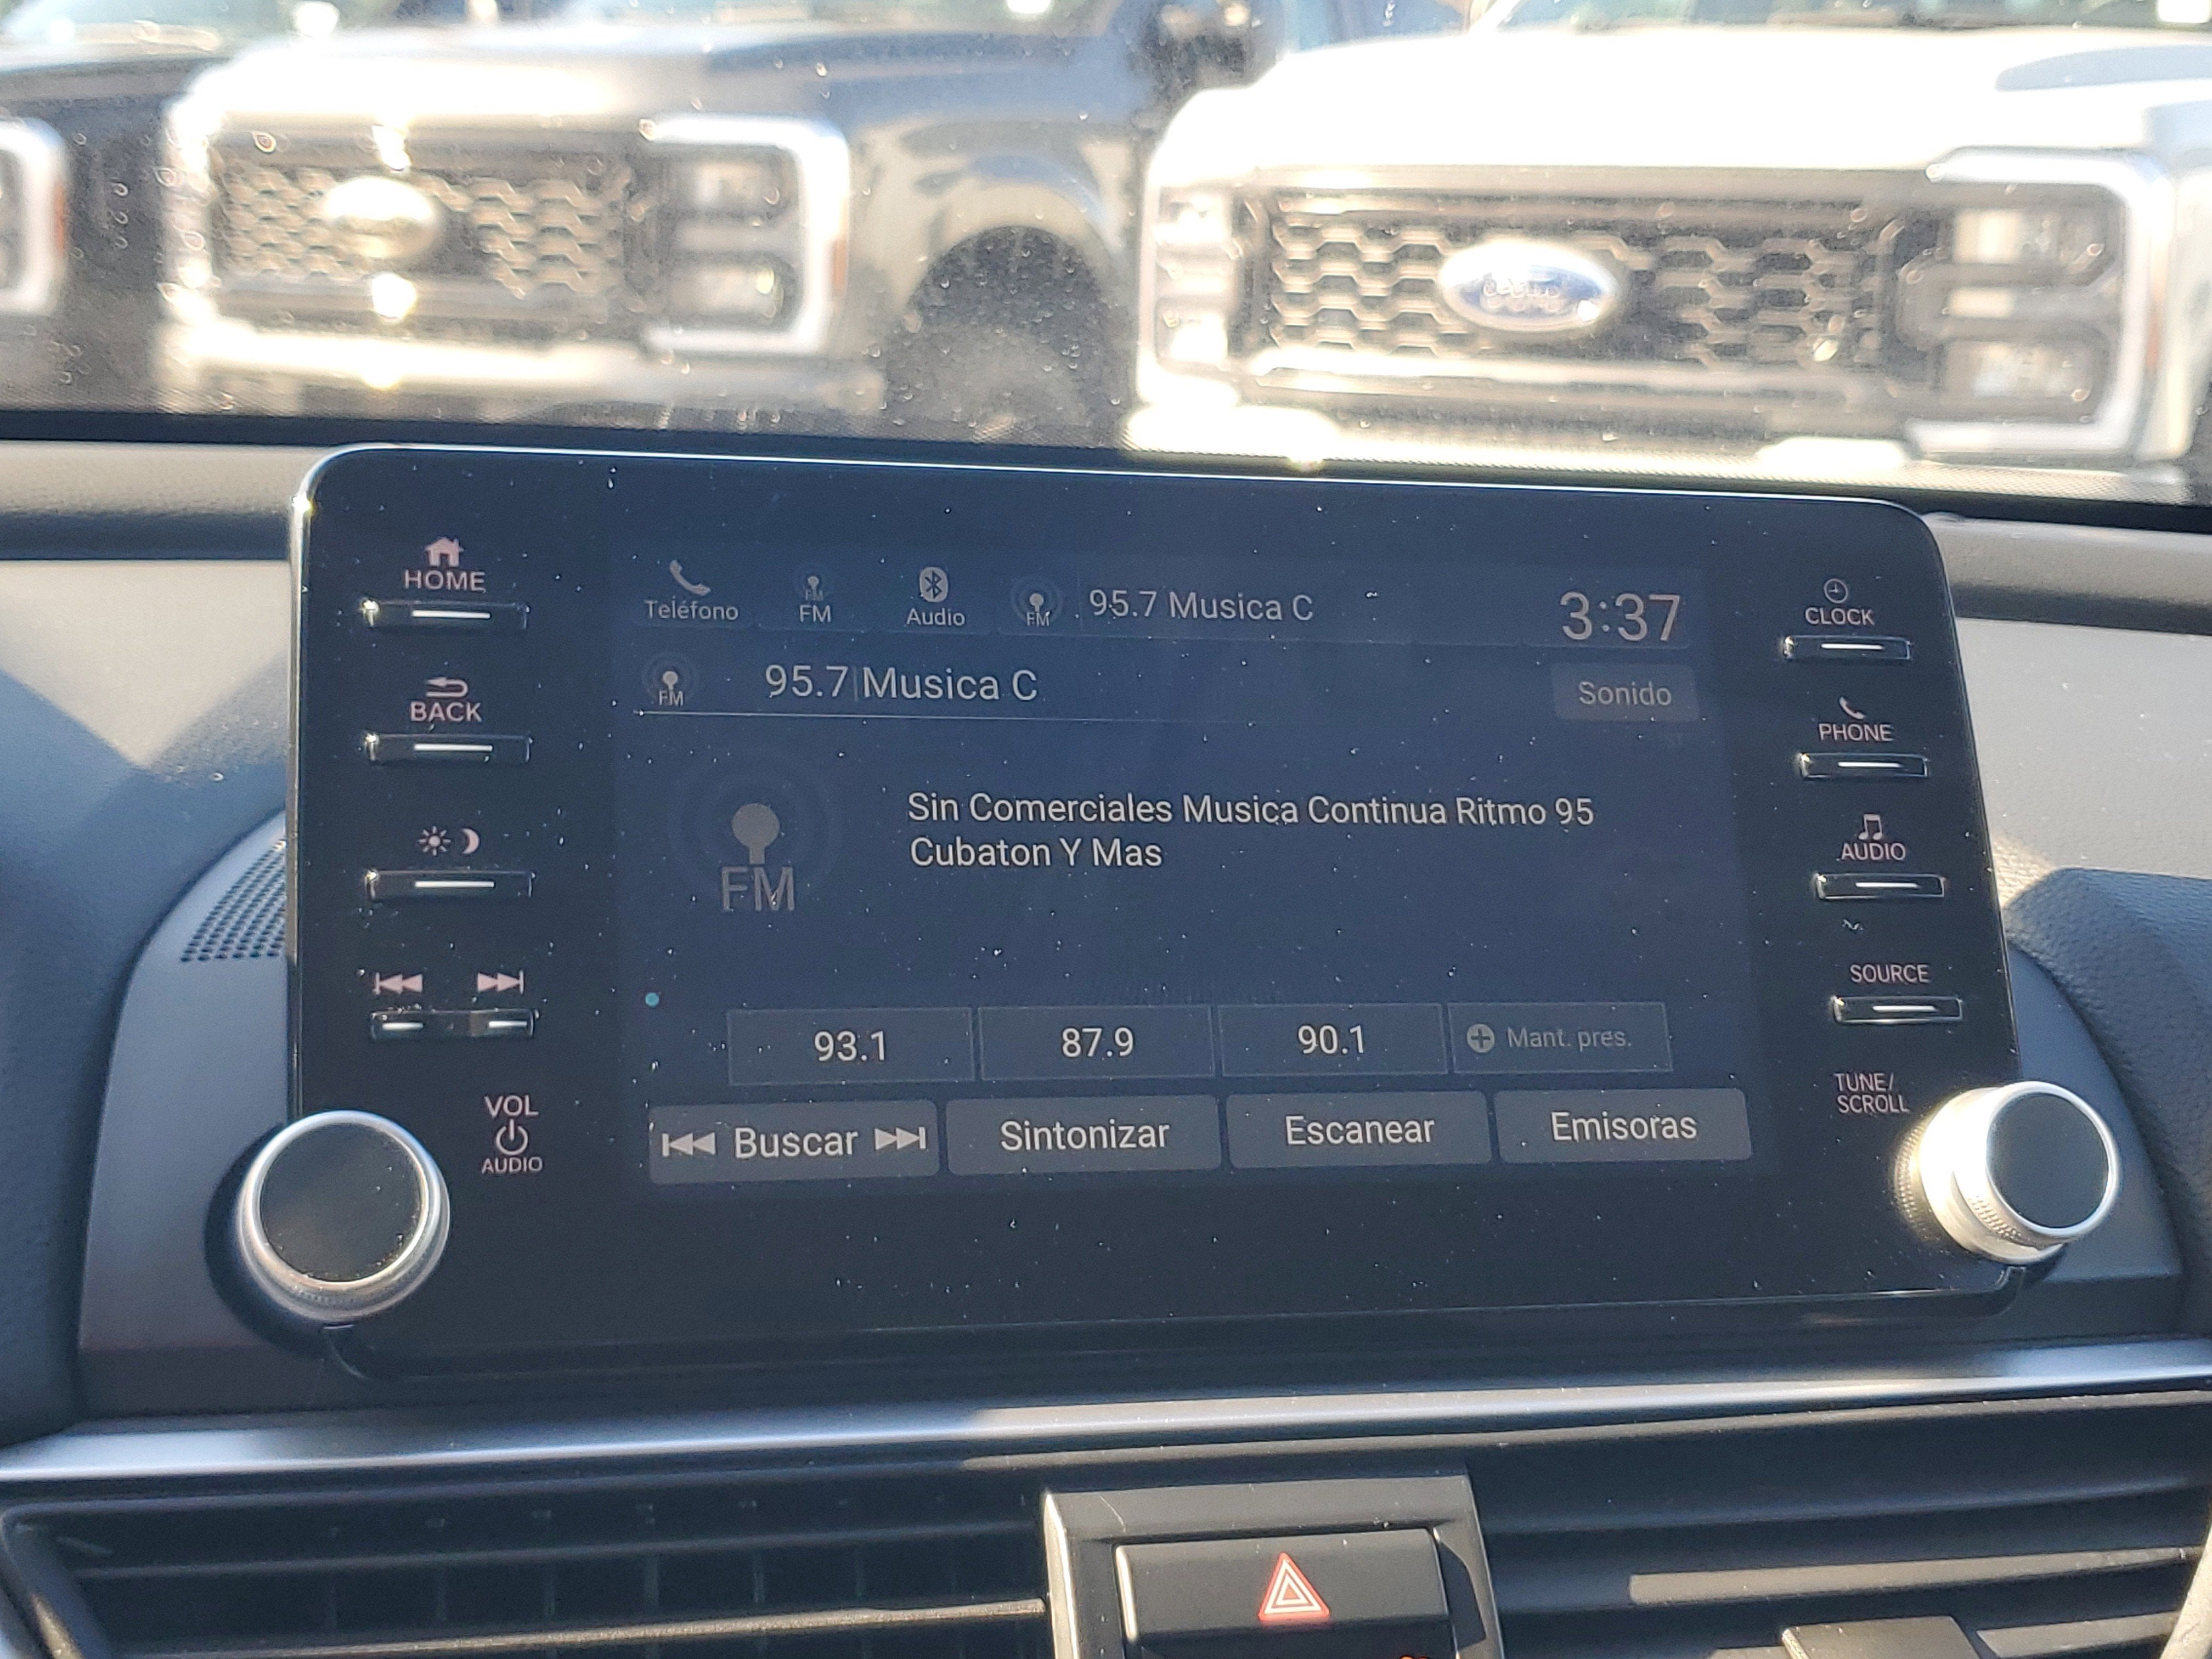 HOME
BACK
VOL
AUDIO
Teléfono
FM
FM
Audio
FM
95.7 Musica C
3:37
FM
95.7 Musica C
Sonido
FM
Sin Comerciales Musica Continua Ritmo 95
Cubaton Y Mas
93.1
87.9
90.1
Mant. pres.
Buscar
Sintonizar
Escanear
Emisoras
CLOCK
PHONE
AUDIO
SOURCE
TUNE/
SCROLL
Ford